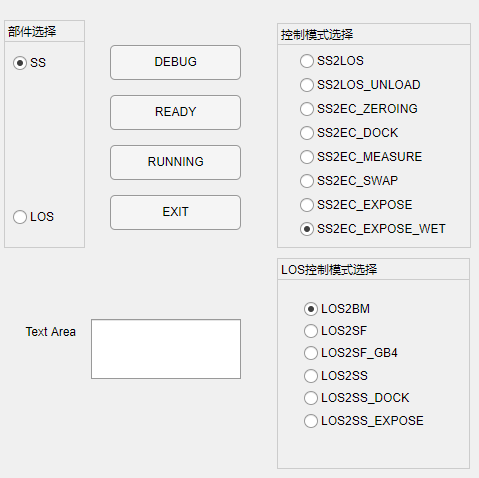 部件选择
SS
LOS
DEBUG
READY
RUNNING
EXIT
Text Area
控制模式选择
SS2LOS
SS2LOS_UNLOAD
SS2EC_ZEROING
SS2EC_DOCK
SS2EC_MEASURE
SS2EC_SWAP
SS2EC_EXPOSE
SS2EC_EXPOSE_WET
LOS控制模式选择
LOS2BM
LOS2SF
LOS2SF_GB4
LOS2SS
LOS2SS_DOCK
LOS2SS_EXPOSE